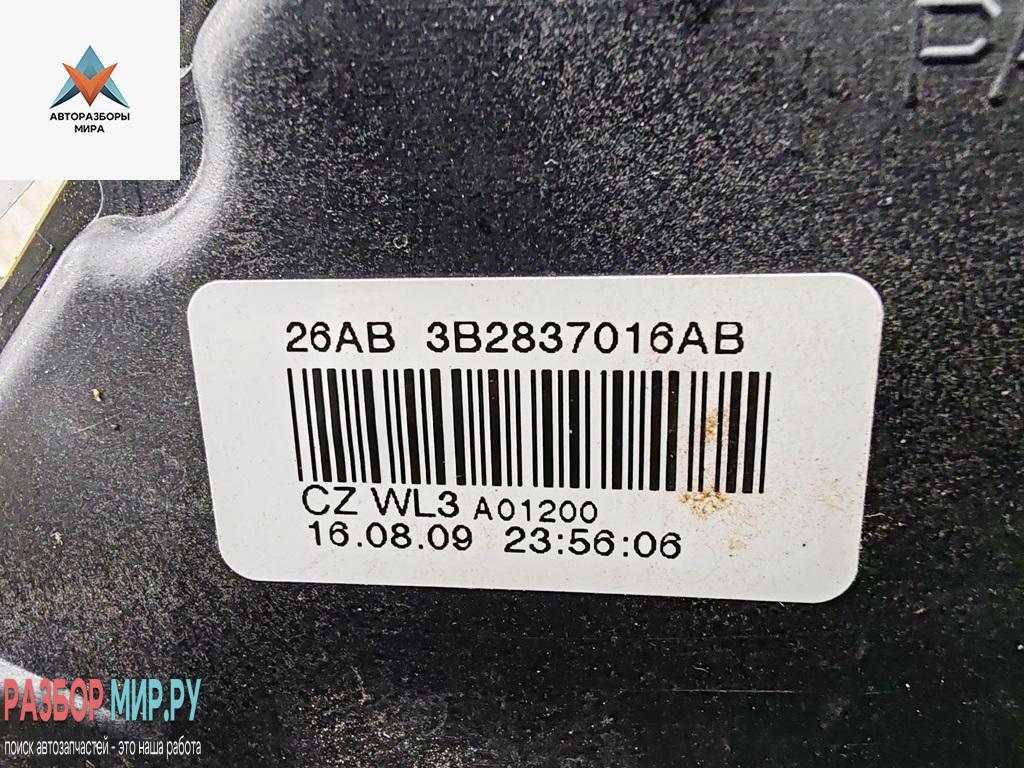 АВТОРАЗБОРЫ
МИРА
26AB 3B2837016AB
CZ WL3 A01200
16.08.09 23:56:06
РАЗБОР МИР.РУ
поиск автозапчастей - это наша работа